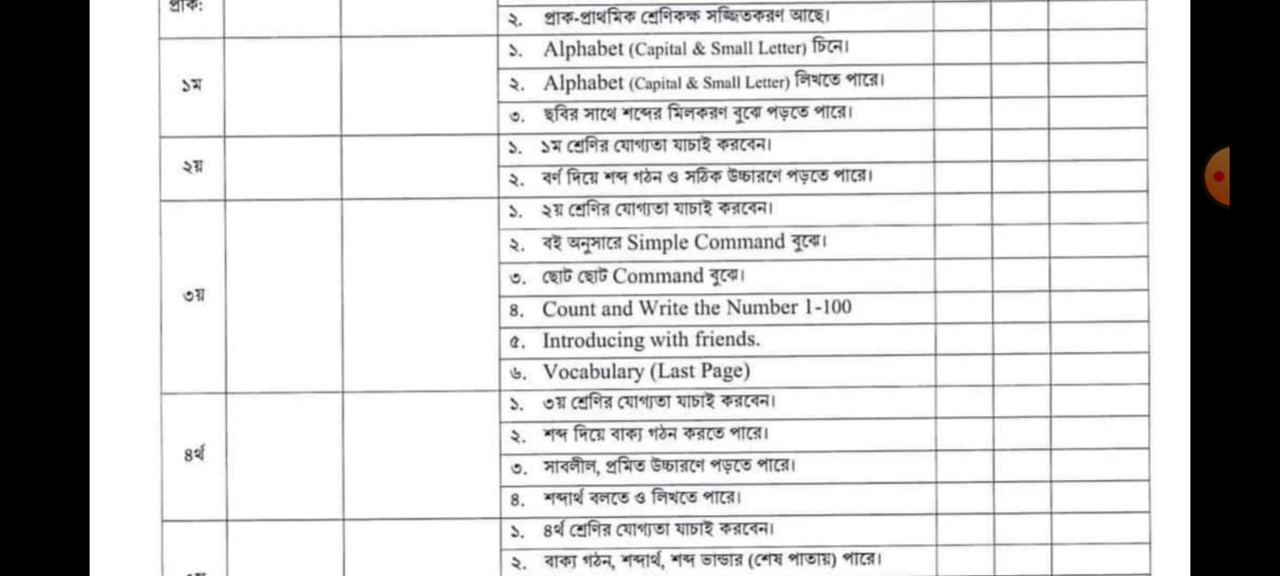 প্রাক:
২. প্রাক-প্রাথমিক শ্রেণিকক্ষ সজ্জিতকরণ আছে।
১ম
১. Alphabet (Capital & Small Letter) চিনে।
২. Alphabet (Capital & Small Letter) লিখতে পারে।
৩. ছবির সাথে শব্দের মিলকরণ বুঝে পড়তে পারে।
২য়
১. ১ম শ্রেণির যোগ্যতা যাচাই করবেন।
২. বর্ণ দিয়ে শব্দ গঠন ও সঠিক উচ্চারণে পড়তে পারে।
৩য়
১. ২য় শ্রেণির যোগ্যতা যাচাই করবেন।
২. বই অনুসারে Simple Command বুঝে।
৩. ছোট ছোট Command বুঝে।
৪. Count and Write the Number 1-100
৫. Introducing with friends.
৬. Vocabulary (Last Page)
৪র্থ
১. ৩য় শ্রেণির যোগ্যতা যাচাই করবেন।
২. শব্দ দিয়ে বাক্য গঠন করতে পারে।
৩. সাবলীল, প্রমিত উচ্চারণে পড়তে পারে।
৪. শব্দার্থ বলতে ও লিখতে পারে।
১. ৪র্থ শ্রেণির যোগ্যতা যাচাই করবেন।
২. বাক্য গঠন, শব্দার্থ, শব্দ ভান্ডার (শেষ পাতায়) পারে।